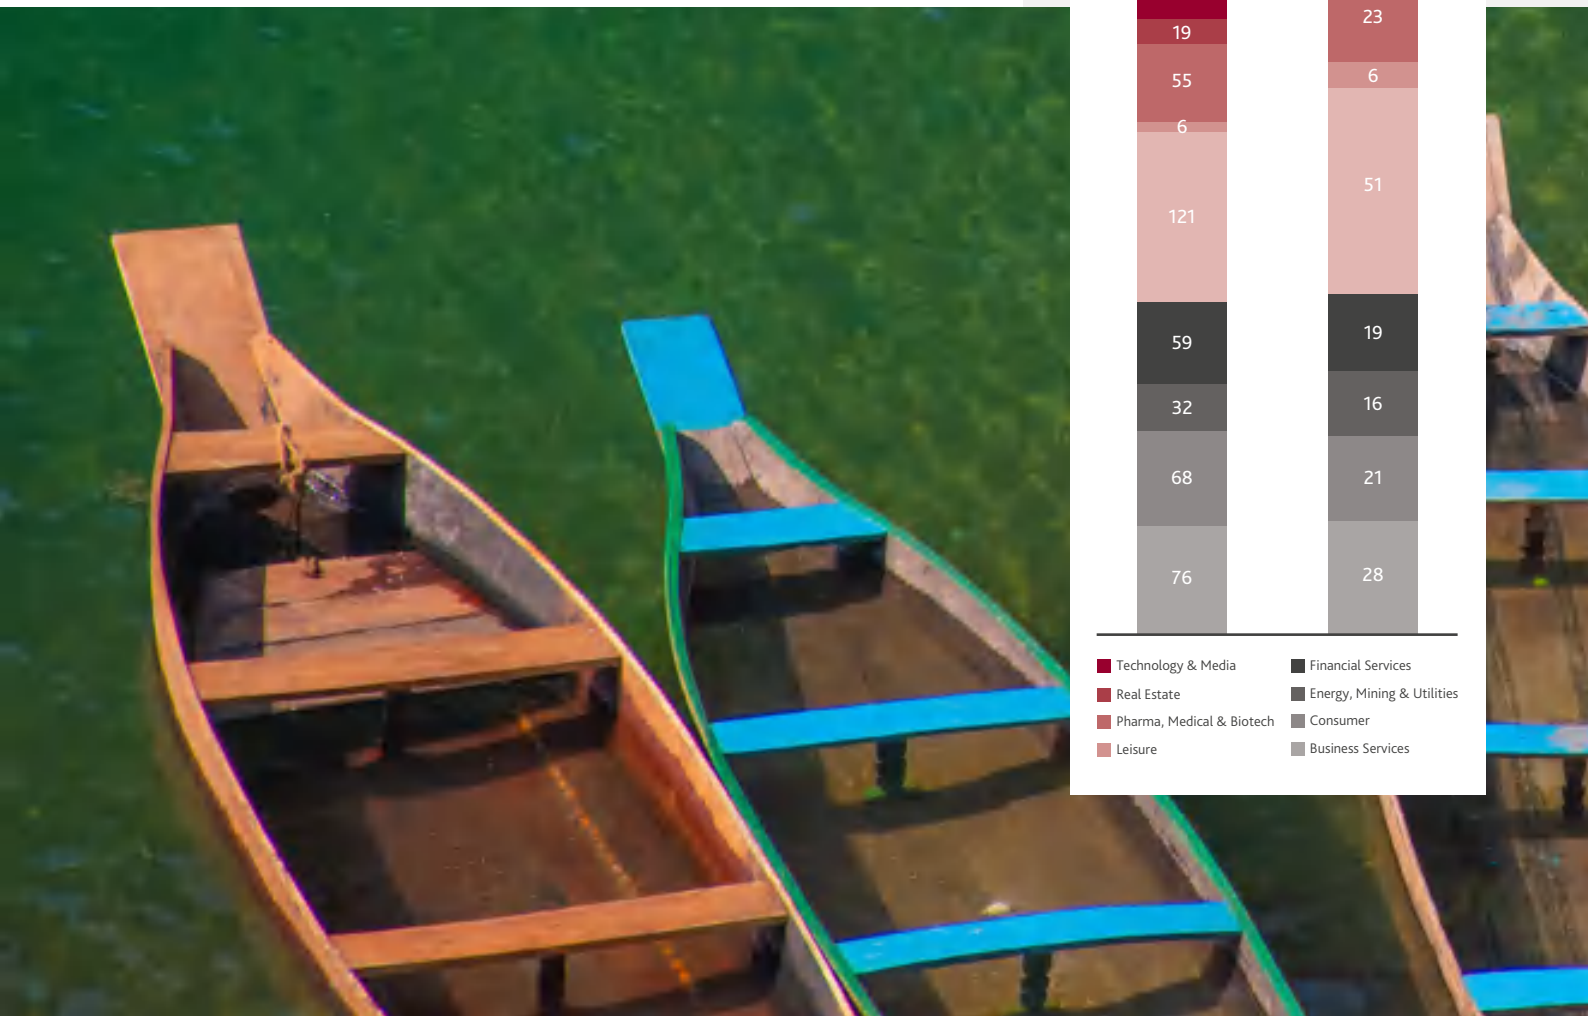 19
23
55
6
6
121
51
59
19
32
16
68
21
76
28
Technology & Media
Financial Services
Real Estate
Energy, Mining & Utilities
Pharma, Medical & Biotech
Consumer
Leisure
Business Services